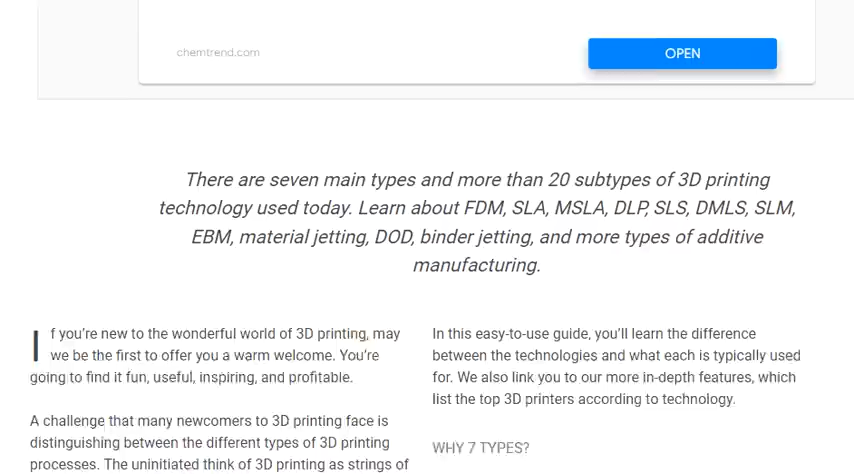 chemtrend.com
OPEN
There are seven main types and more than 20 subtypes of 3D printing
technology used today. Learn about FDM, SLA, MSLA, DLP, SLS, DMLS, SLM,
EBM, material jetting, DOD, binder jetting, and more types of additive
manufacturing.
If you’re new to the wonderful world of 3D printing, may
we be the first to offer you a warm welcome. You’re
going to find it fun, useful, inspiring, and profitable.
A challenge that many newcomers to 3D printing face is
distinguishing between the different types of 3D printing
processes. The uninitiated think of 3D printing as strings of
In this easy-to-use guide, you’ll learn the difference
between the technologies and what each is typically used
for. We also link you to our more in-depth features, which
list the top 3D printers according to technology.
WHY 7 TYPES?